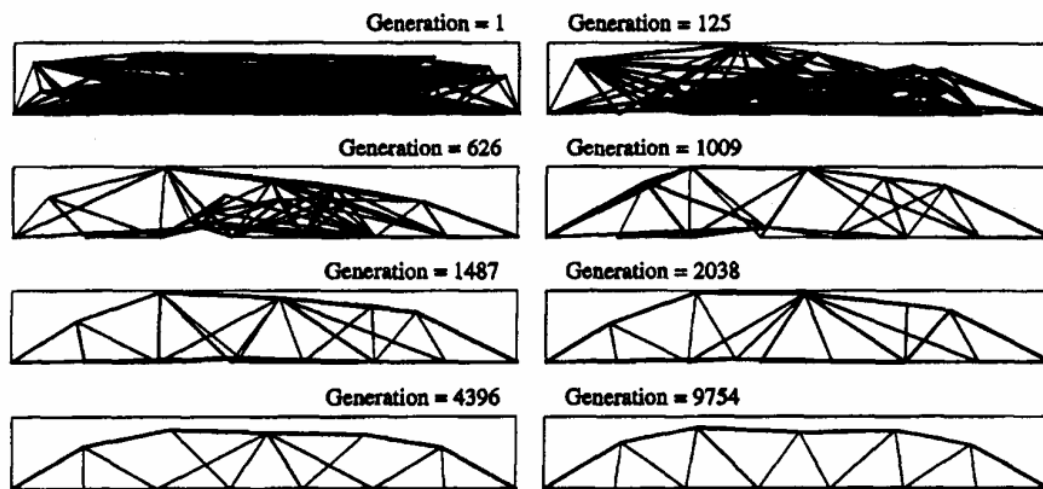 Generation = 1
Generation = 125
Generation = 626
Generation = 1009
Generation = 1487
Generation = 2038
Generation = 4396
Generation = 9754